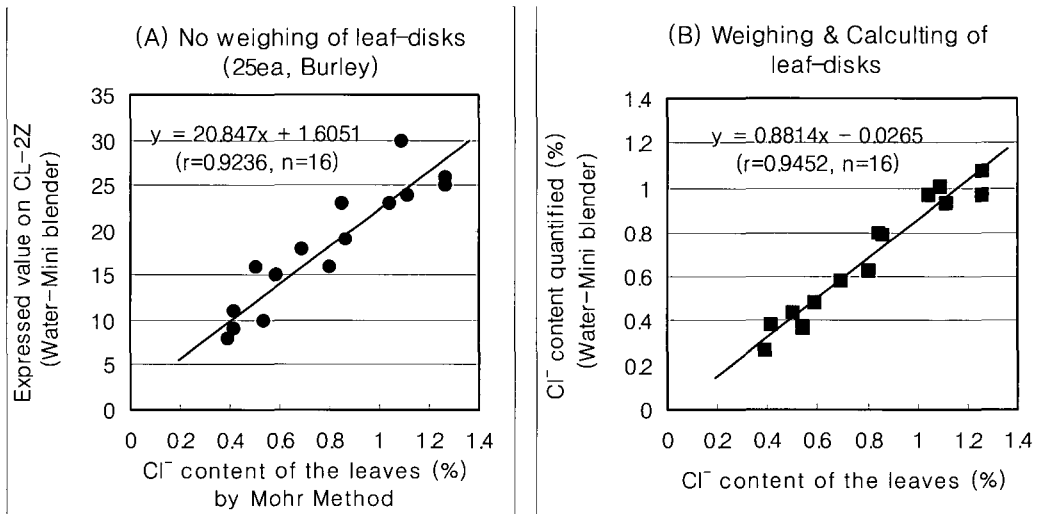 (A) No weighing of leaf-disks
(25ea, Burley)
y = 20.847x + 1.6051
(r=0.9236, n=16)
Expressed value on CL-2Z
(Water-Mini blender)
35
30
25
20
15
10
5
0
0 0.2 0.4 0.6 0.8 1 1.2 1.4
Cl⁻ content of the leaves (%)
by Mohr Method
(B) Weighing & Calculting of
leaf-disks
y = 0.8814x - 0.0265
(r=0.9452, n=16)
Cl⁻ content quantified (%)
(Water-Mini blender)
1.4
1.2
1
0.8
0.6
0.4
0.2
0
0 0.2 0.4 0.6 0.8 1 1.2 1.4
Cl⁻ content of the leaves (%)